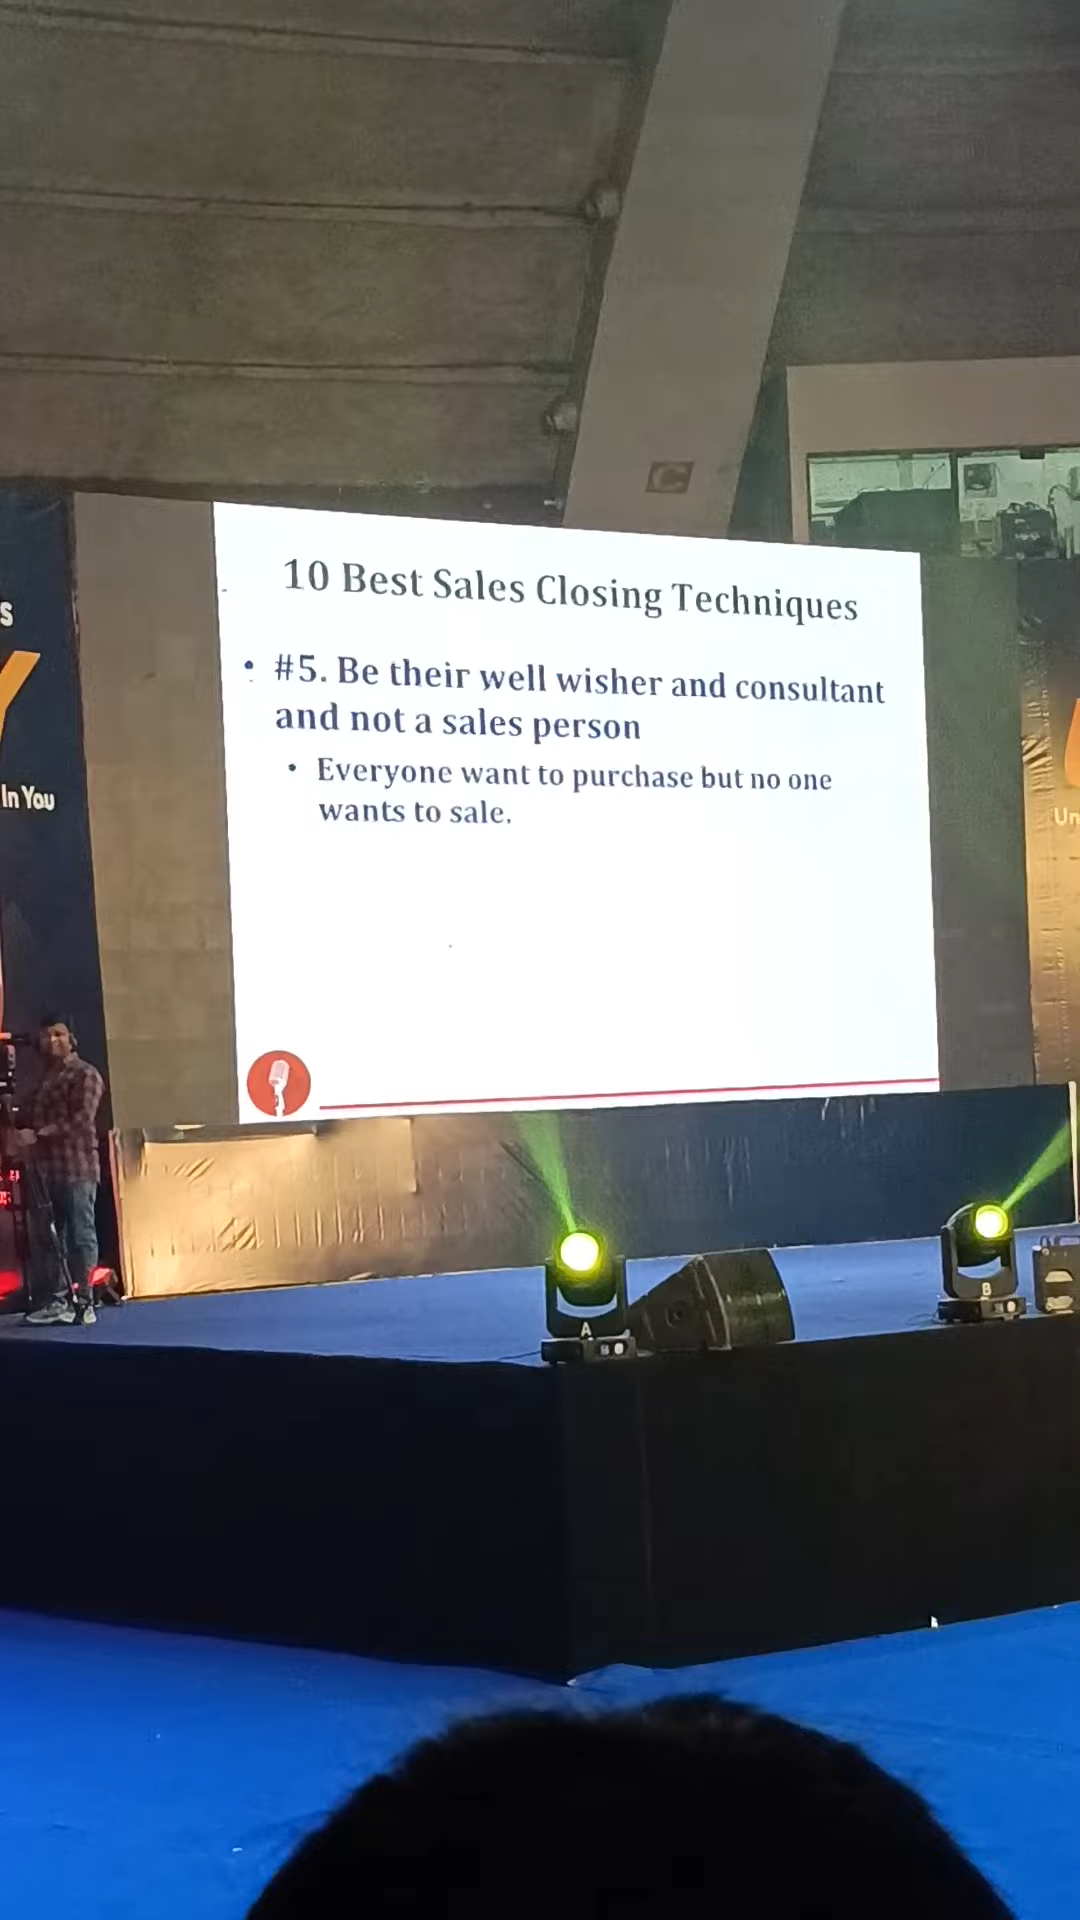 S
In You
C
10 Best Sales Closing Techniques
• #5. Be their well wisher and consultant
and not a sales person
• Everyone want to purchase but no one
wants to sale.
Un
A
B